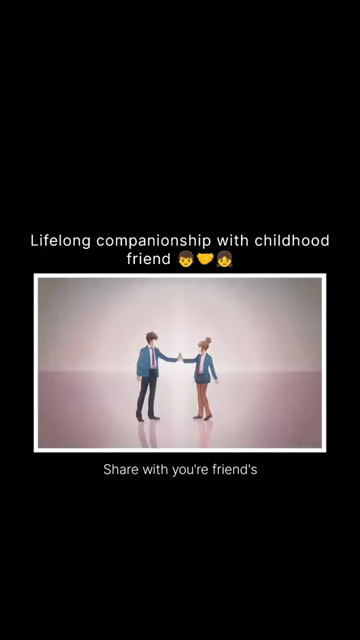 Lifelong companionship with childhood
friend 👦🤝👧
Share with you're friend's